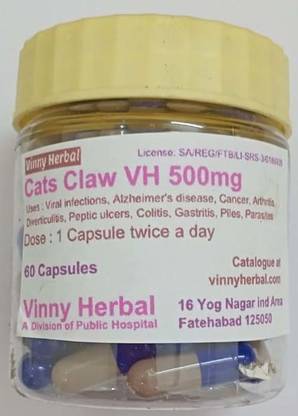 Vinny Herbal
License: SA/REG/FTB/LI-SRS-
Cats Claw VH 500mg
Uses : Viral infections, Alzheimer's disease, Cancer, Arthritis,
Diverticulitis, Peptic ulcers, Colitis, Gastritis, Piles, Parasites
Dose : 1 Capsule twice a day
60 Capsules
Catalogue at
vinnyherbal.com
Vinny Herbal
A Division of Public Hospital
16 Yog Nagar ind Area
Fatehabad 125050